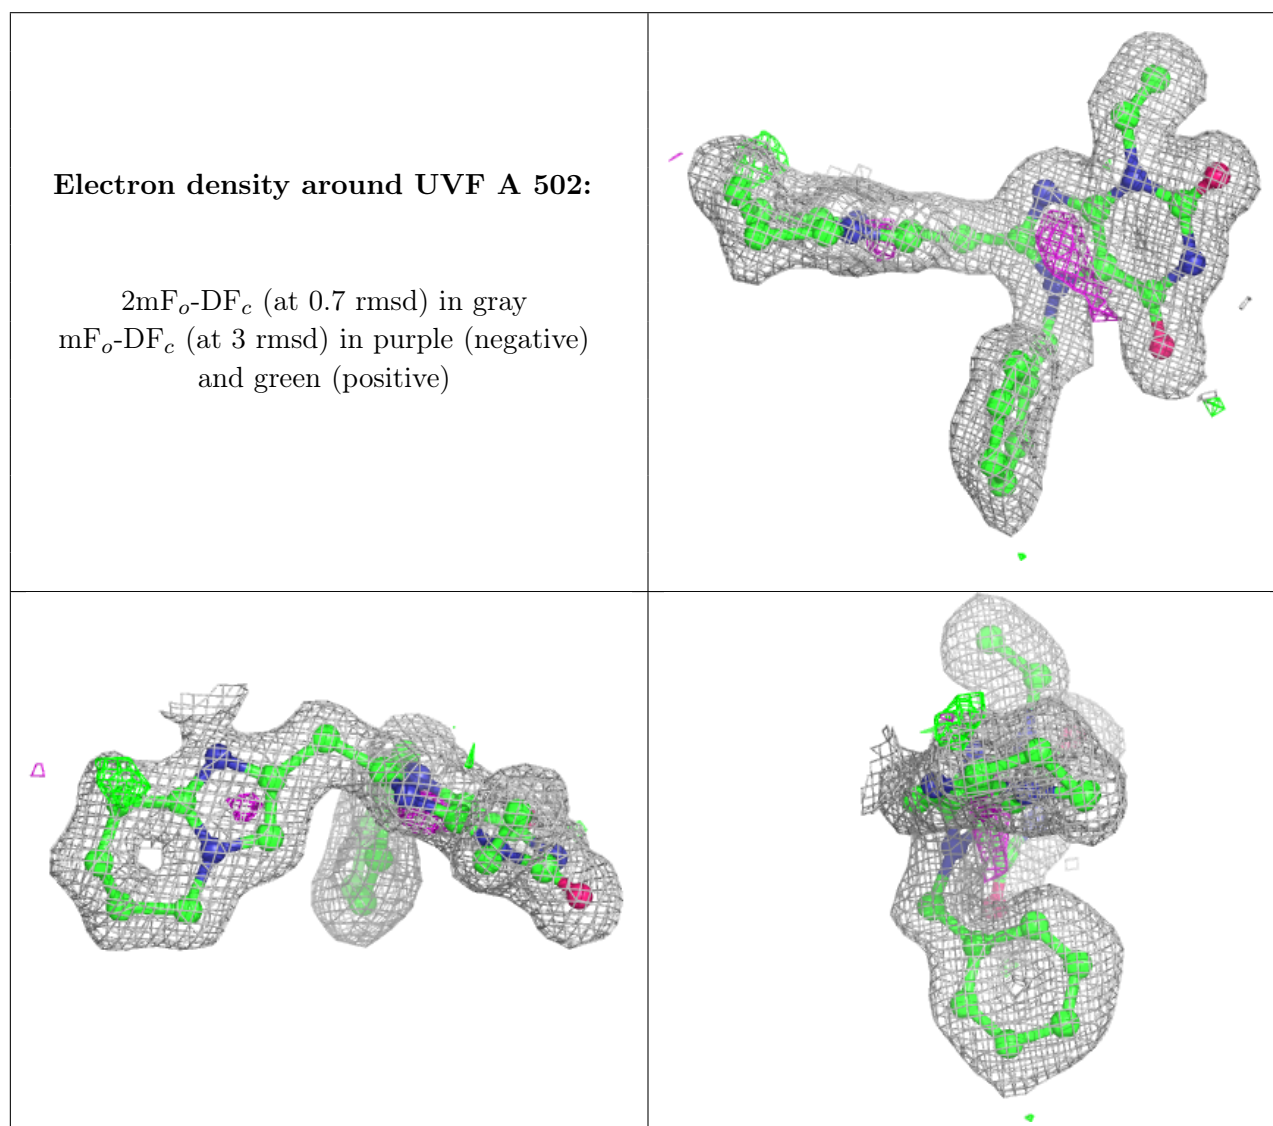 Electron density around UVF A 502:
2mFo-DFc (at 0.7 rmsd) in gray
mFo-DFc (at 3 rmsd) in purple (negative)
and green (positive)